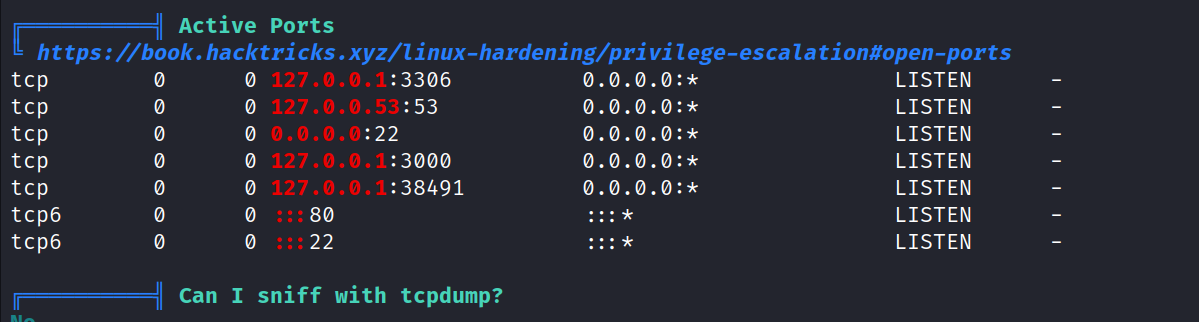 ╔══════════╣ Active Ports
╚ https://book.hacktricks.xyz/linux-hardening/privilege-escalation#open-ports
tcp        0      0 127.0.0.1:3306          0.0.0.0:*               LISTEN      -
tcp        0      0 127.0.0.53:53           0.0.0.0:*               LISTEN      -
tcp        0      0 0.0.0.0:22              0.0.0.0:*               LISTEN      -
tcp        0      0 127.0.0.1:3000          0.0.0.0:*               LISTEN      -
tcp        0      0 127.0.0.1:38491         0.0.0.0:*               LISTEN      -
tcp6       0      0 :::80                   :::*                    LISTEN      -
tcp6       0      0 :::22                   :::*                    LISTEN      -
╔══════════╣ Can I sniff with tcpdump?
No